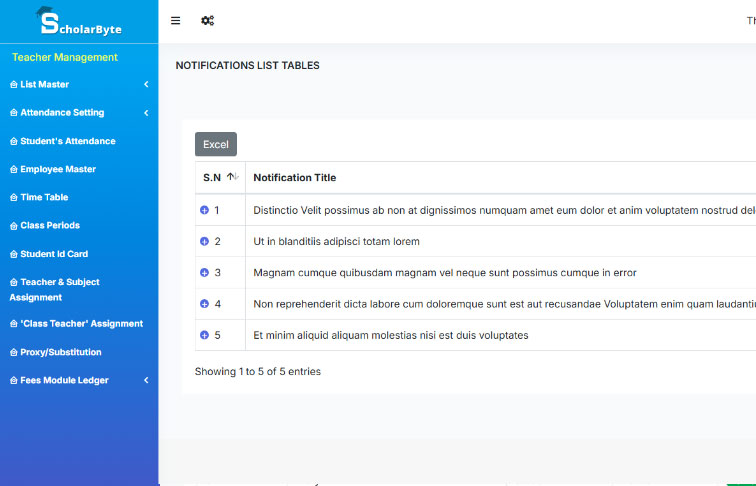 ScholarByte
Th
Teacher Management
NOTIFICATIONS LIST TABLES
List Master
Attendance Setting
Student's Attendance
Employee Master
Time Table
Class Periods
Student Id Card
Teacher & Subject
Assignment
'Class Teacher' Assignment
Proxy/Substitution
Fees Module Ledger
Excel
S.N Notification Title
1 Distinctio Velit possimus ab non at dignissimos numquam amet eum dolor et anim voluptatem nostrud del
2 Ut in blanditiis adipisci totam lorem
3 Magnam cumque quibusdam magnam vel neque sunt possimus cumque in error
4 Non reprehenderit dicta labore cum doloremque sunt est aut recusandae Voluptatem enim quam laudanti
5 Et minim aliquid aliquam molestias nisi est duis voluptates
Showing 1 to 5 of 5 entries